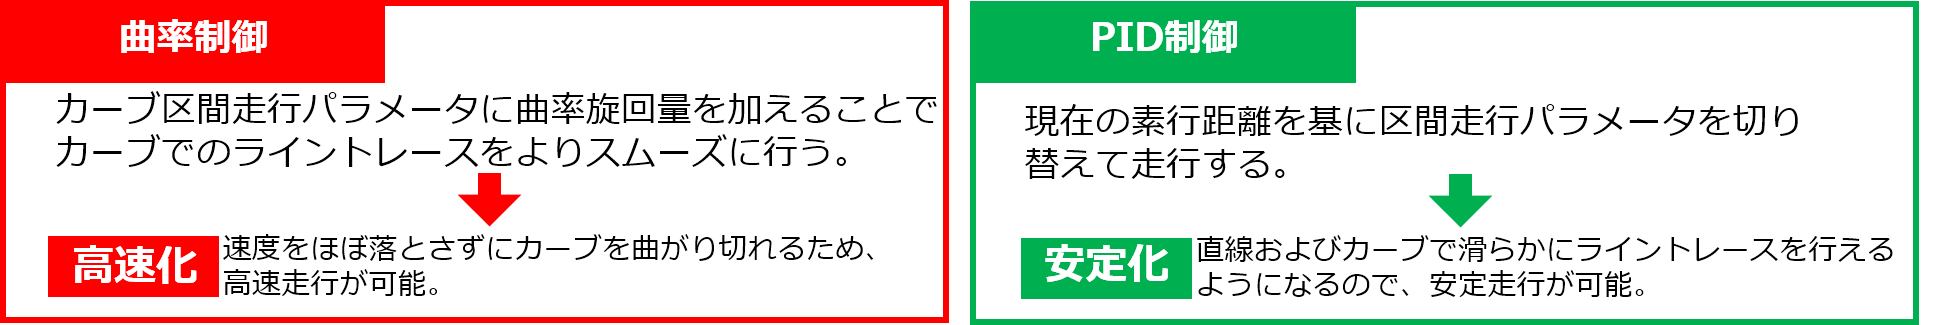 曲率制御
カーブ区間走行パラメータに曲率旋回量を加えることで
カーブでのライントレースをよりスムーズに行う。
高速化
速度をほぼ落とさずにカーブを曲がり切れるため、
高速走行が可能。
PID制御
現在の素行距離を基に区間走行パラメータを切り
替えて走行する。
安定化
直線およびカーブで滑らかにライントレースを行える
ようになるので、安定走行が可能。